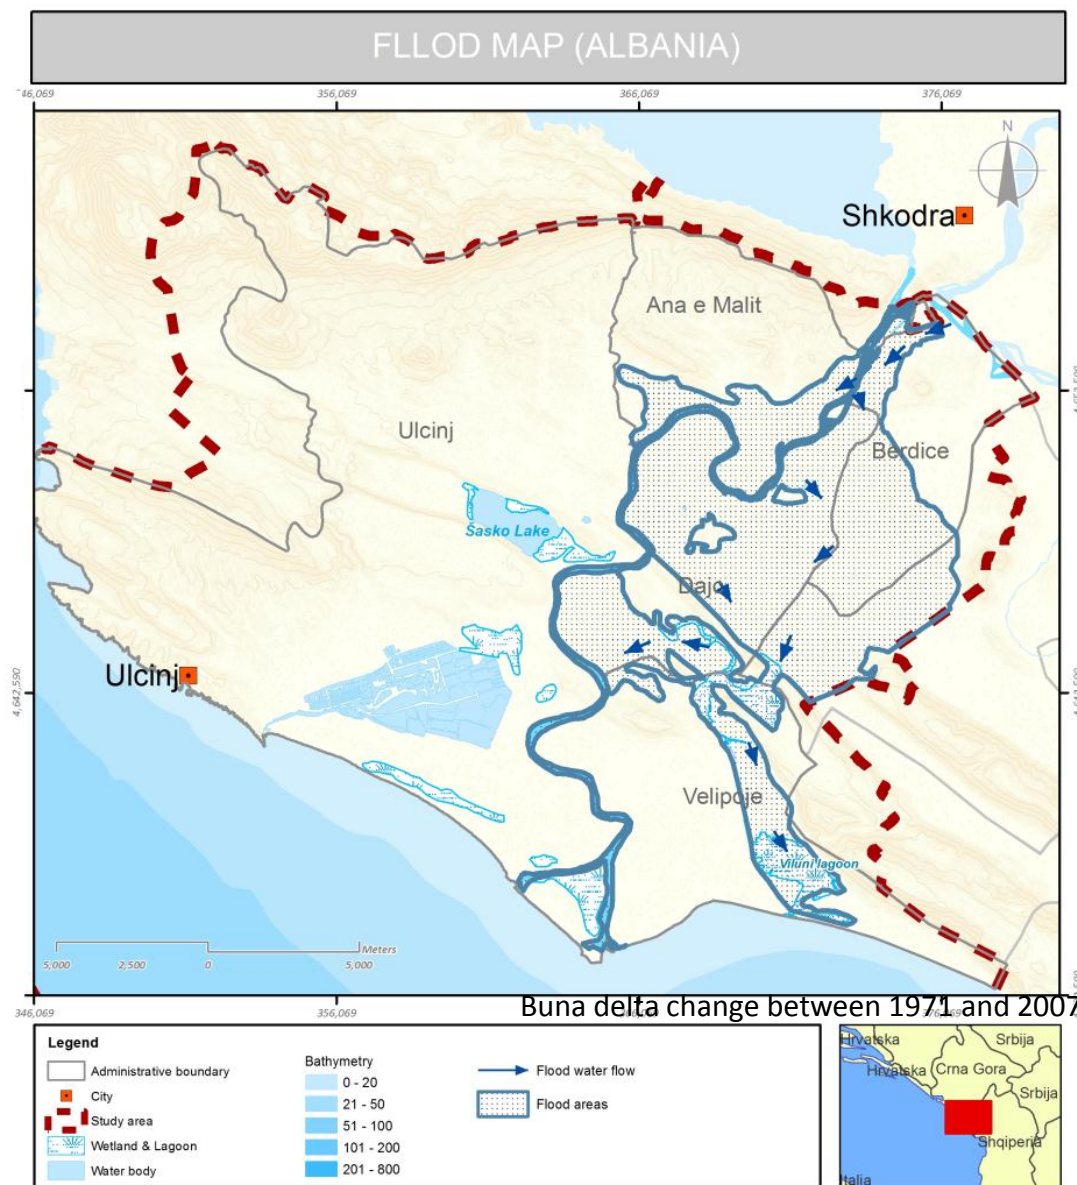 FLLOD MAP (ALBANIA)
346,069
356,069
366,069
376,069
N
Shkodra
Ana e Malit
Ulcinj
Berdice
Sasko Lake
Dajc
Ulcinj
4,642,590
Velipoje
Viluni lagoon
Meters
5,000 2,500 0 5,000
346,069
356,069
Buna delta change between 1971 and 2007
Legend
Administrative boundary
City
Study area
Wetland & Lagoon
Water body
Bathymetry
0 - 20
21 - 50
51 - 100
101 - 200
201 - 800
Flood water flow
Flood areas
Hrvatska
Srbija
Hrvatska
Crna Gora
Srbija
Shqiperia
Italia